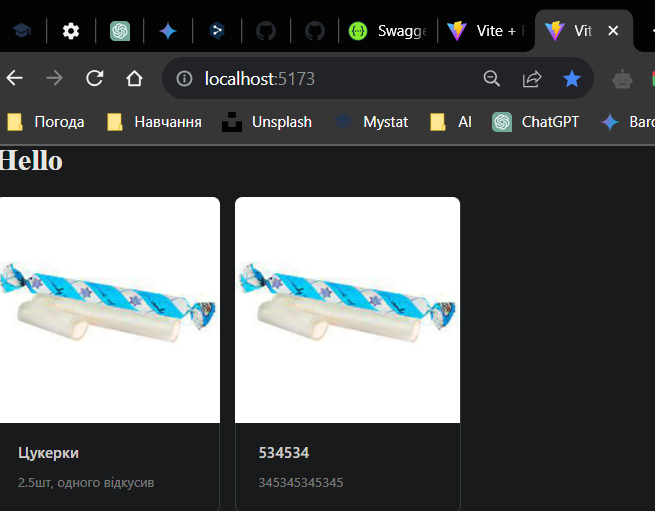 Swagge
Vite +
Vit
localhost:5173
Погода
Навчання
Unsplash
Mystat
AI
ChatGPT
Bard
Hello
Цукерки
534534
2.5шт, одного відкусив
345345345345